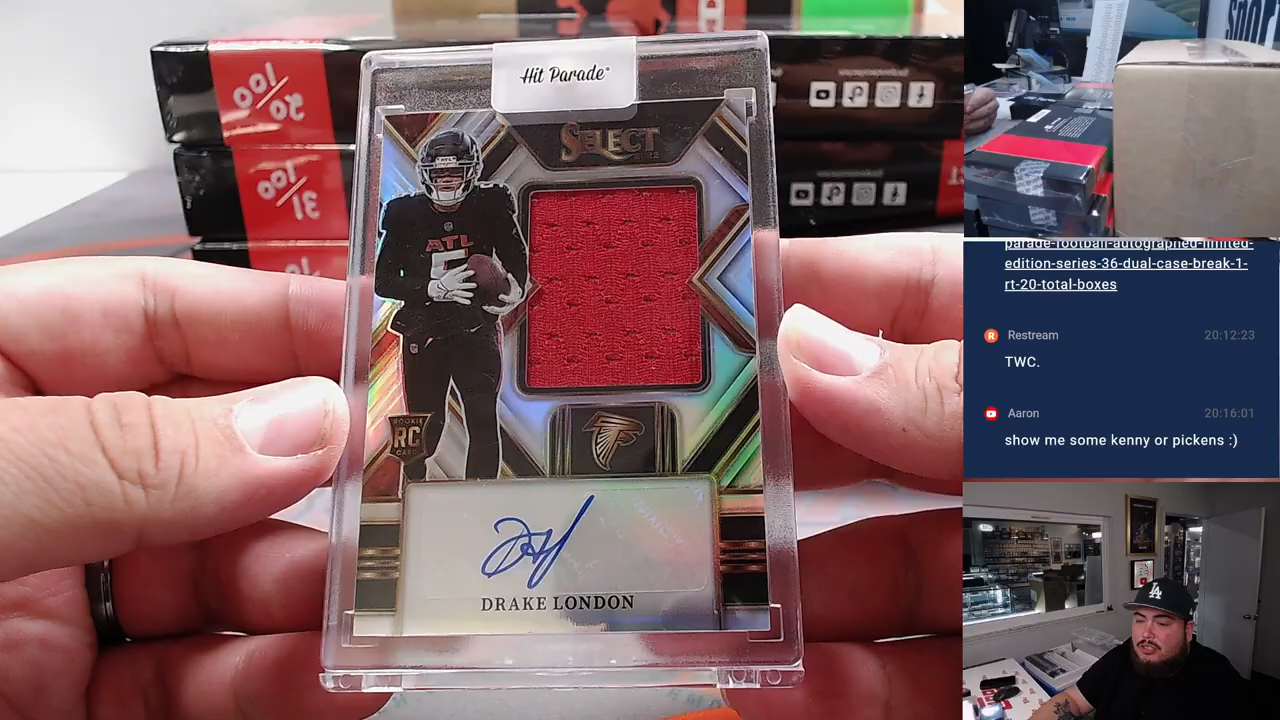 Hit Parade®
SELECT
ATL
5
ROOKIE
RC
CARD
DRAKE LONDON
30/100
31/100
parade-football-autographed-limited-
edition-series-36-dual-case-break-1-
rt-20-total-boxes
R Restream 20:12:23
TWC.
Aaron 20:16:01
show me some kenny or pickens :)
LA